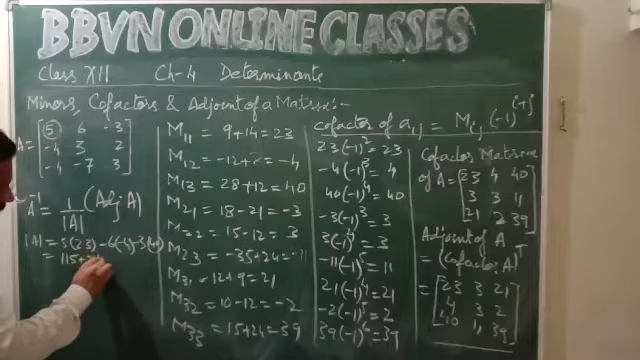 BBVN ONLINE CLASSES
Class XII Ch-4 Determinants
Minors, Cofactors & Adjoint of a Matrix:-
A = [5 6 -3
-4 3 2
-4 -7 3]
A⁻¹ = 1/|A| (Adj A)
|A| = 5(23) -6(-4) -3(40)
= 115+2
M11 = 9+14 = 23
M12 = -12+8 = -4
M13 = 28+12 = 40
M21 = 18-21 = -3
M22 = 15-12 = 3
M23 = -35+24 = -11
M31 = 12+9 = 21
M32 = 10-12 = -2
M33 = 15+24 = 39
Cofactor of aij = Mij (-1)^(i+j)
23(-1)²=23
-4(-1)³=4
40(-1)⁴=40
-3(-1)³=3
3(-1)⁴=3
-11(-1)⁵=11
21(-1)⁴=21
-2(-1)⁵=2
39(-1)⁶=39
Cofactor Matrix
of A = [23 4 40
3 3 11
21 2 39]
Adjoint of A
= (Cofactor A)ᵀ
= [23 3 21
4 3 2
40 11 39]